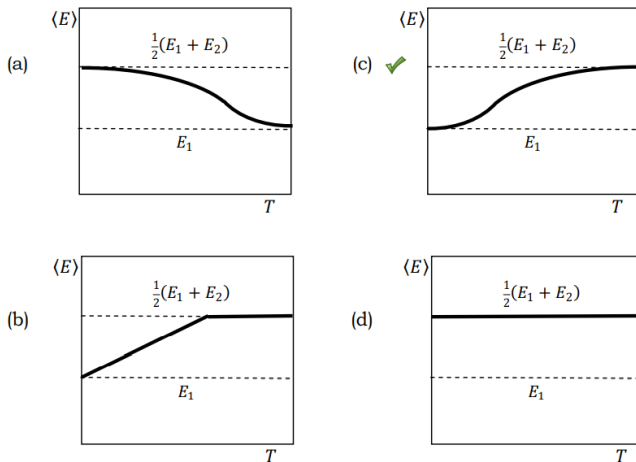 ⟨E⟩
½(E₁ + E₂)
(a)
E₁
T
⟨E⟩
½(E₁ + E₂)
(c)
E₁
T
⟨E⟩
½(E₁ + E₂)
(b)
E₁
T
⟨E⟩
½(E₁ + E₂)
(d)
E₁
T